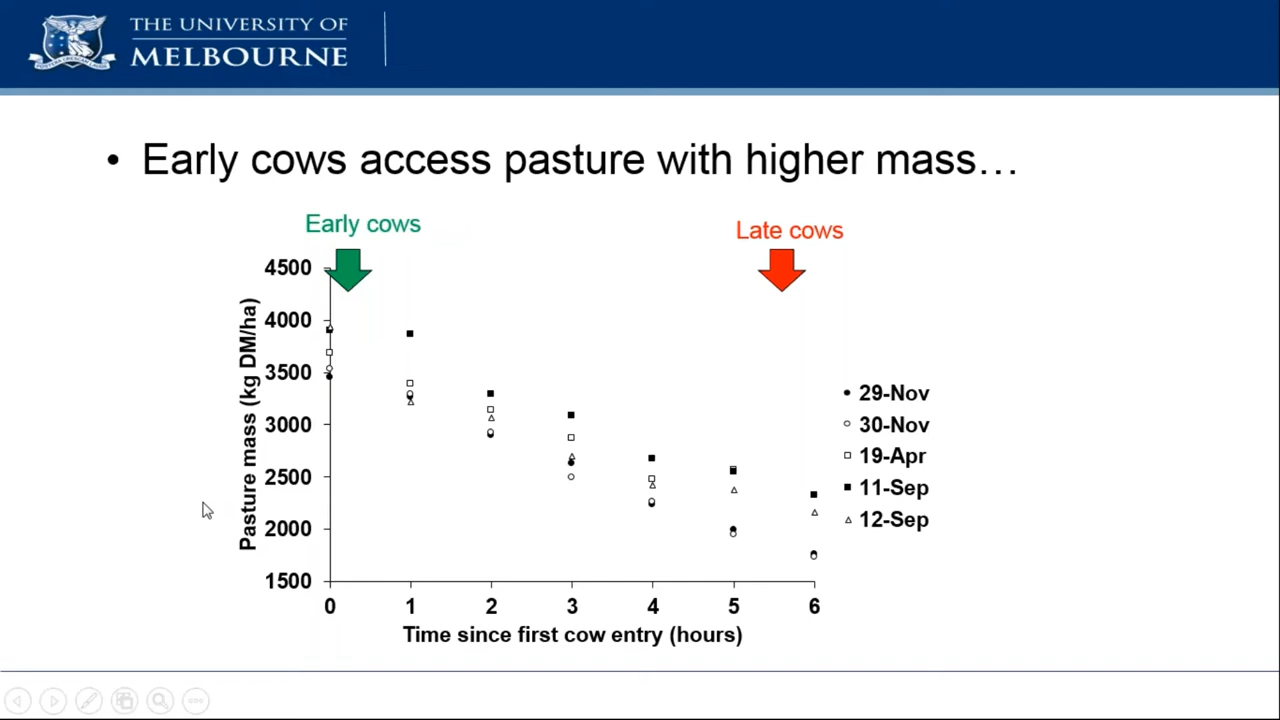 THE UNIVERSITY OF
MELBOURNE
• Early cows access pasture with higher mass…
Early cows
Late cows
4500
4000
3500
3000
2500
2000
1500
Pasture mass (kg DM/ha)
0 1 2 3 4 5 6
Time since first cow entry (hours)
29-Nov
30-Nov
19-Apr
11-Sep
12-Sep